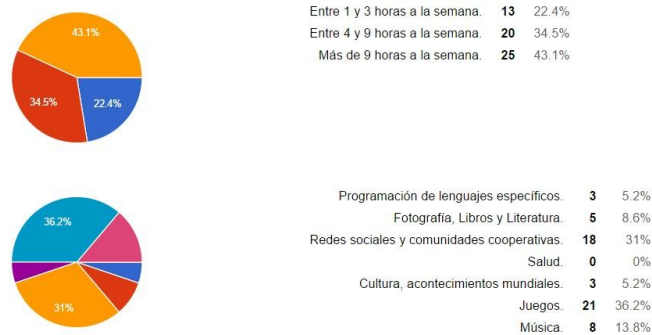 43.1%
34.5%
22.4%
Entre 1 y 3 horas a la semana. 13 22.4%
Entre 4 y 9 horas a la semana. 20 34.5%
Más de 9 horas a la semana. 25 43.1%
36.2%
31%
Programación de lenguajes específicos. 3 5.2%
Fotografía, Libros y Literatura. 5 8.6%
Redes sociales y comunidades cooperativas. 18 31%
Salud. 0 0%
Cultura, acontecimientos mundiales. 3 5.2%
Juegos. 21 36.2%
Música. 8 13.8%